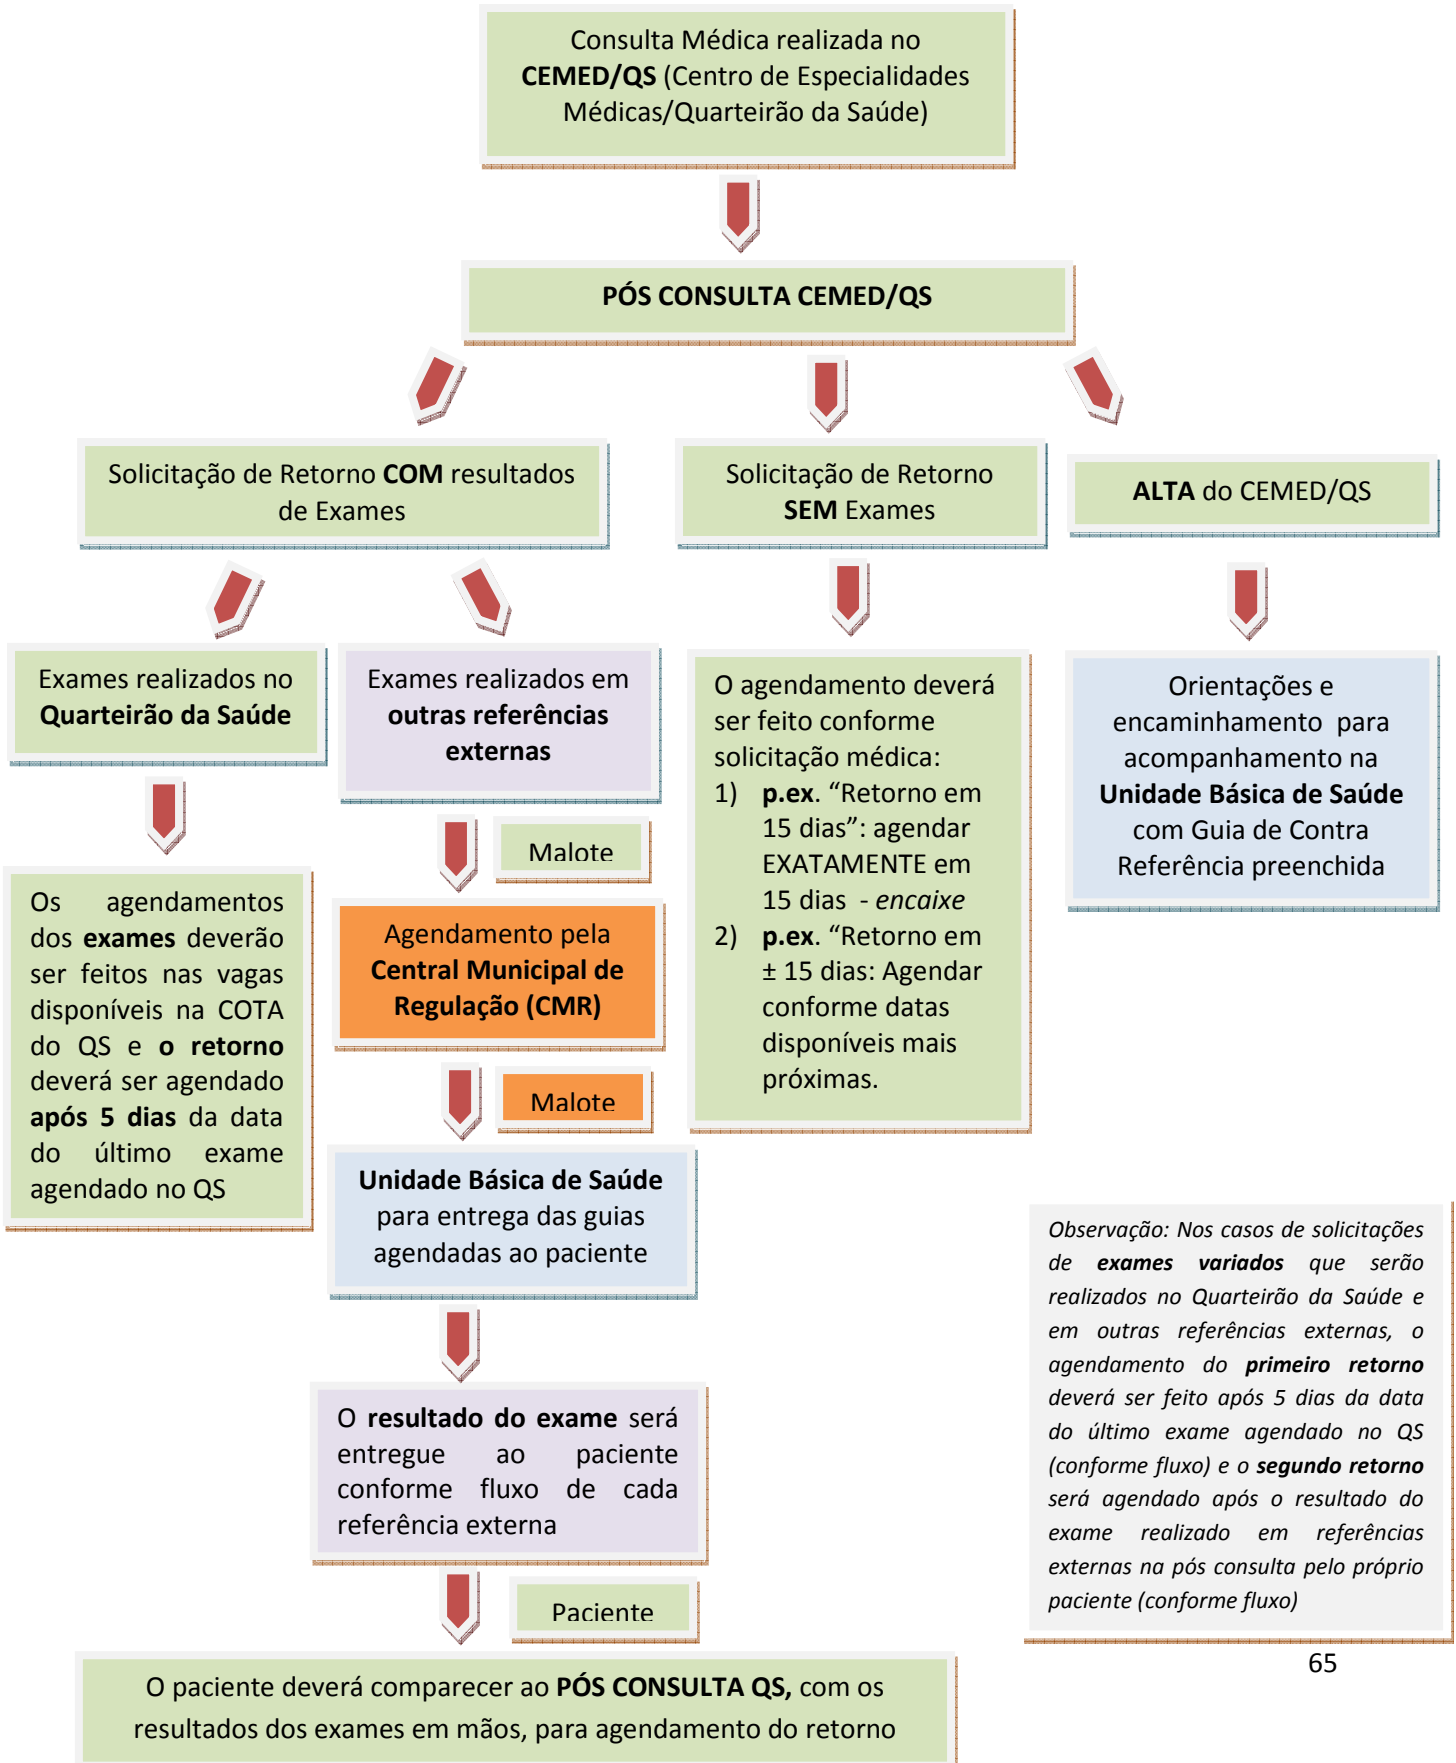 Consulta Médica realizada no
CEMED/QS (Centro de Especialidades
Médicas/Quarteirão da Saúde)
PÓS CONSULTA CEMED/QS
Solicitação de Retorno COM resultados
de Exames
Solicitação de Retorno
SEM Exames
ALTA do CEMED/QS
Exames realizados no
Quarteirão da Saúde
Exames realizados em
outras referências
externas
O agendamento deverá
ser feito conforme
solicitação médica:
1) p.ex. “Retorno em
15 dias”: agendar
EXATAMENTE em
15 dias - encaixe
2) p.ex. “Retorno em
± 15 dias: Agendar
conforme datas
disponíveis mais
próximas.
Orientações e
encaminhamento para
acompanhamento na
Unidade Básica de Saúde
com Guia de Contra
Referência preenchida
Malote
Os agendamentos
dos exames deverão
ser feitos nas vagas
disponíveis na COTA
do QS e o retorno
deverá ser agendado
após 5 dias da data
do último exame
agendado no QS
Agendamento pela
Central Municipal de
Regulação (CMR)
Malote
Unidade Básica de Saúde
para entrega das guias
agendadas ao paciente
O resultado do exame será
entregue ao paciente
conforme fluxo de cada
referência externa
Paciente
O paciente deverá comparecer ao PÓS CONSULTA QS, com os
resultados dos exames em mãos, para agendamento do retorno
Observação: Nos casos de solicitações
de exames variados que serão
realizados no Quarteirão da Saúde e
em outras referências externas, o
agendamento do primeiro retorno
deverá ser feito após 5 dias da data
do último exame agendado no QS
(conforme fluxo) e o segundo retorno
será agendado após o resultado do
exame realizado em referências
externas na pós consulta pelo próprio
paciente (conforme fluxo)
65